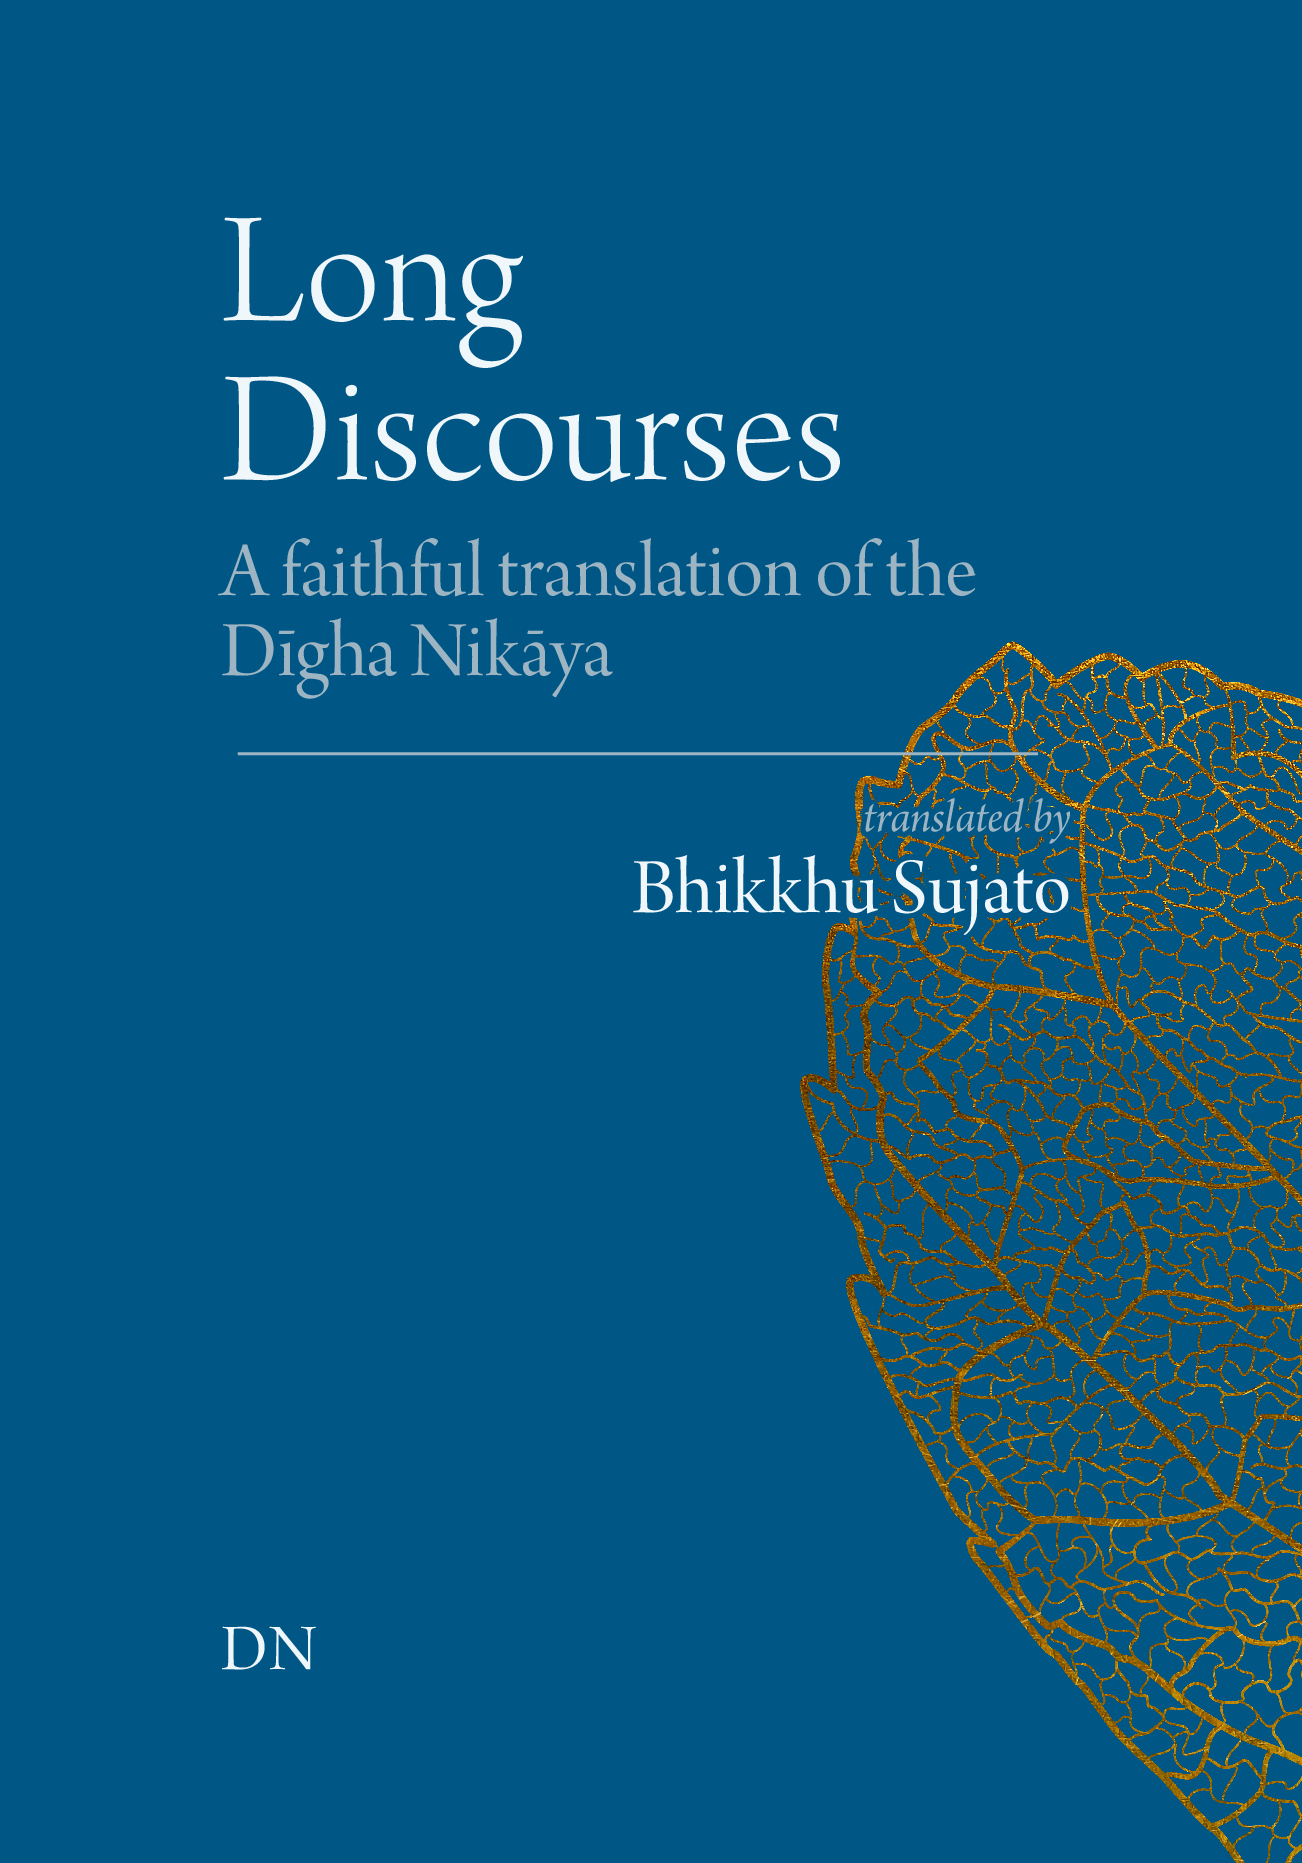 Long
Discourses
A faithful translation of the
Dīgha Nikāya
translated by
Bhikkhu Sujato
DN